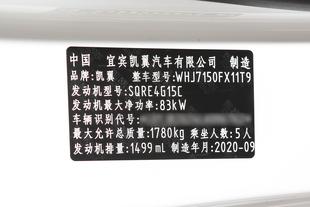 中国 宜宾凯翼汽车有限公司 制造
品牌:凯翼 整车型号:WHJ7150FX11T9
发动机型号:SQRE4G15C
发动机最大净功率:83kW
车辆识别代号:
最大允许总质量:1780kg 乘坐人数:5人
发动机排量:1499mL 制造年月:2020-09